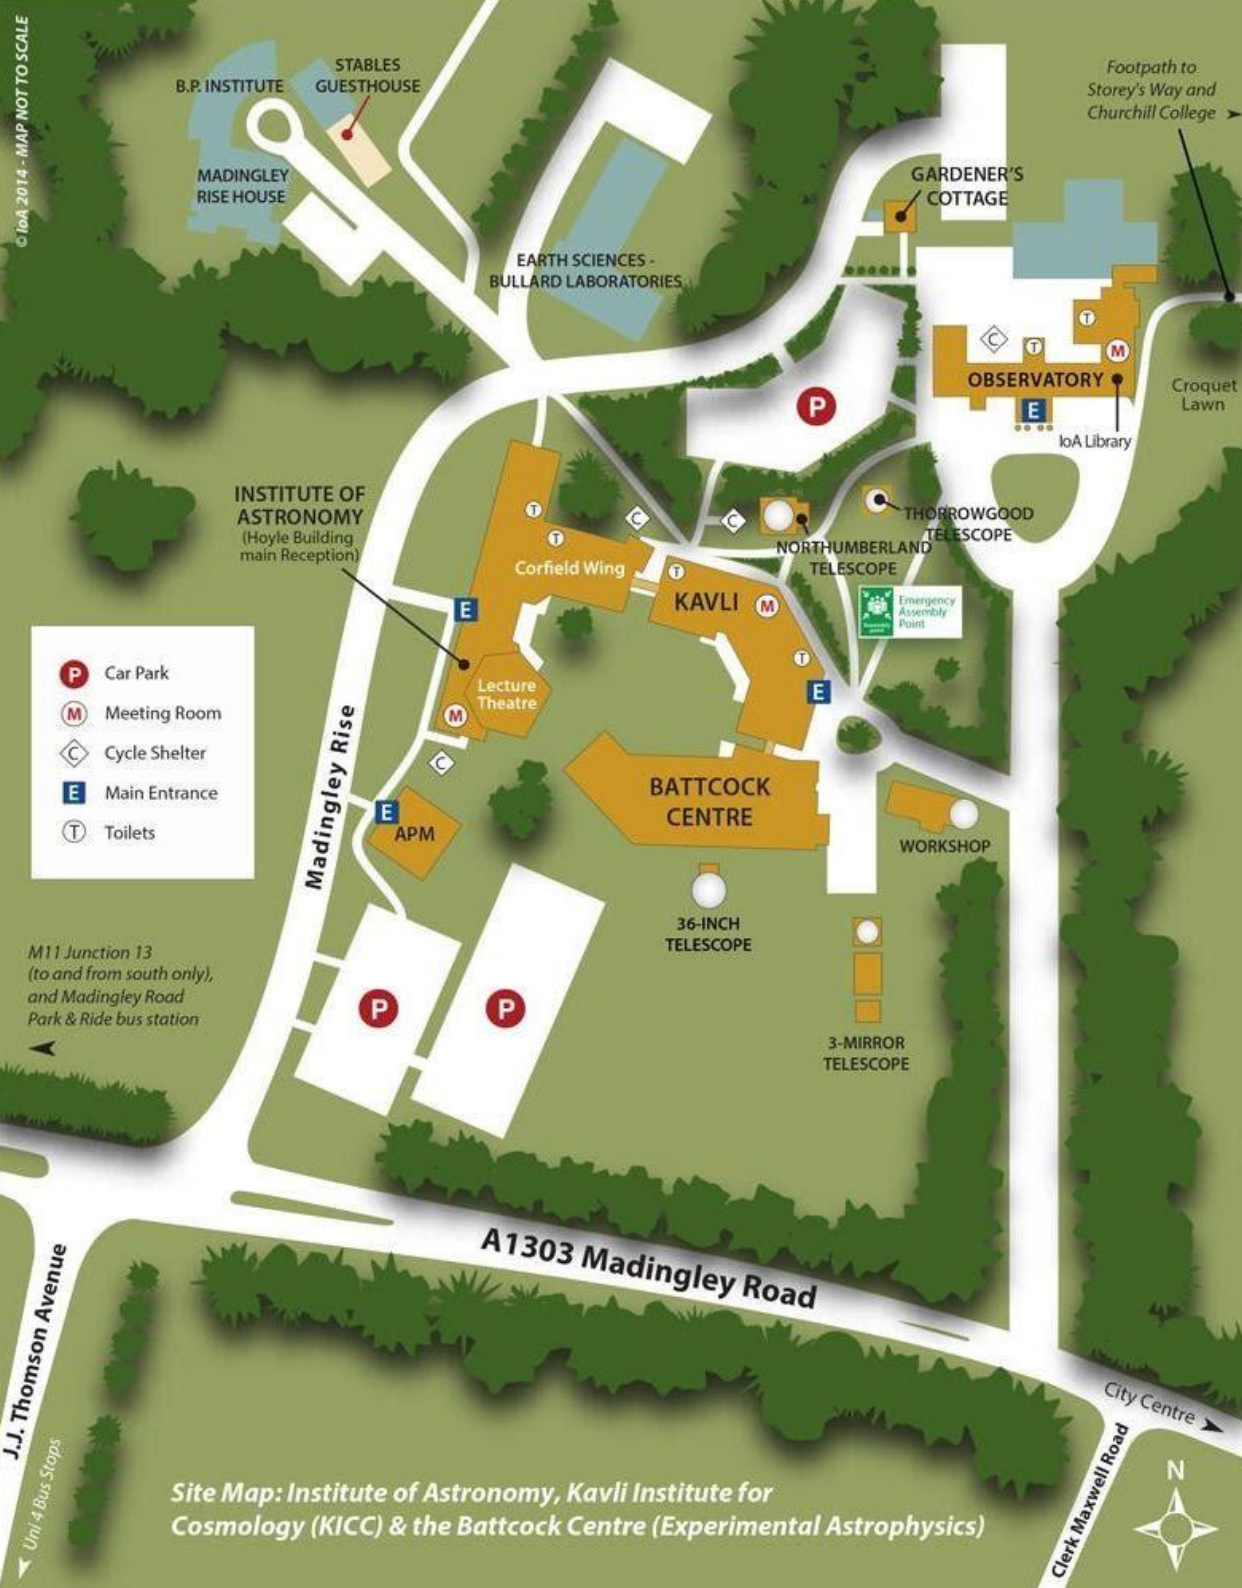 © IoA 2014 - MAP NOT TO SCALE
B.P. INSTITUTE
STABLES
GUESTHOUSE
MADINGLEY
RISE HOUSE
EARTH SCIENCES -
BULLARD LABORATORIES
Footpath to
Storey's Way and
Churchill College
GARDENER'S
COTTAGE
P
C
T
T
M
OBSERVATORY
E
IoA Library
Croquet
Lawn
INSTITUTE OF
ASTRONOMY
(Hoyle Building
main Reception)
T
T
C
C
Corfield Wing
THORROWGOOD
TELESCOPE
NORTHUMBERLAND
TELESCOPE
T
KAVLI
M
T
E
Emergency
Assembly
Point
Assembly
point
E
Lecture
Theatre
M
C
P Car Park
M Meeting Room
C Cycle Shelter
E Main Entrance
T Toilets
Madingley Rise
E
APM
BATTCOCK
CENTRE
WORKSHOP
36-INCH
TELESCOPE
3-MIRROR
TELESCOPE
M11 Junction 13
(to and from south only),
and Madingley Road
Park & Ride bus station
P
P
A1303 Madingley Road
J.J. Thomson Avenue
Uni 4 Bus Stops
City Centre
Clerk Maxwell Road
N
Site Map: Institute of Astronomy, Kavli Institute for
Cosmology (KICC) & the Battcock Centre (Experimental Astrophysics)